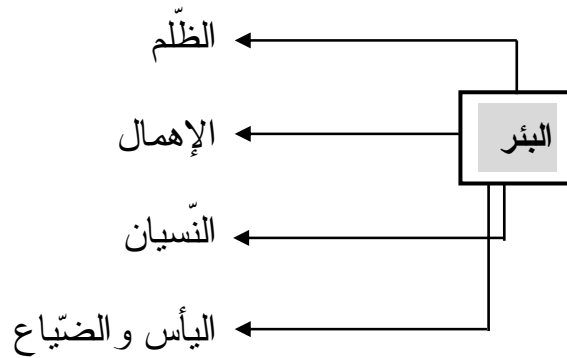 الظّلم
البئر
الإهمال
النّسيان
اليأس والضّياع